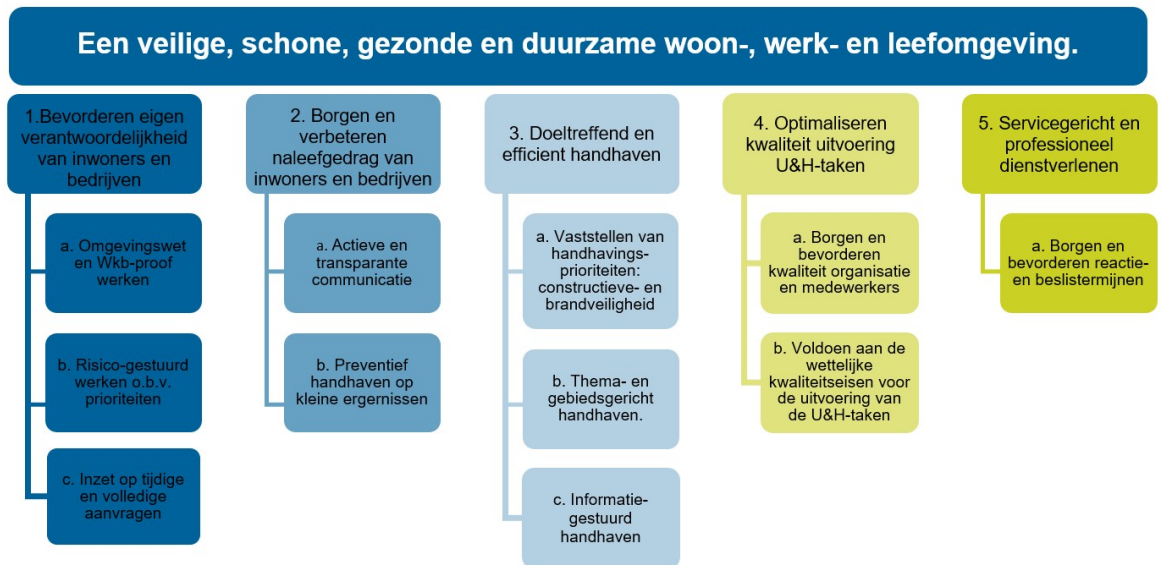 Een veilige, schone, gezonde en duurzame woon-, werk- en leefomgeving.
1.Bevorderen eigen
verantwoordelijkheid
van inwoners en
bedrijven
a. Omgevingswet
en Wkb-proof
werken
b. Risico-gestuurd
werken o.b.v.
prioriteiten
c. Inzet op tijdige
en volledige
aanvragen
2. Borgen en
verbeteren
naleefgedrag van
inwoners en bedrijven
a. Actieve en
transparante
communicatie
b. Preventief
handhaven op
kleine ergernissen
3. Doeltreffend en
efficient handhaven
a. Vaststellen van
handhavings-
prioriteiten:
constructieve- en
brandveiligheid
b. Thema- en
gebiedsgericht
handhaven.
c. Informatie-
gestuurd
handhaven
4. Optimaliseren
kwaliteit uitvoering
U&H-taken
a. Borgen en
bevorderen
kwaliteit organisatie
en medewerkers
b. Voldoen aan de
wettelijke
kwaliteitseisen voor
de uitvoering van
de U&H-taken
5. Servicegericht en
professioneel
dienstverlenen
a. Borgen en
bevorderen reactie-
en beslistermijnen